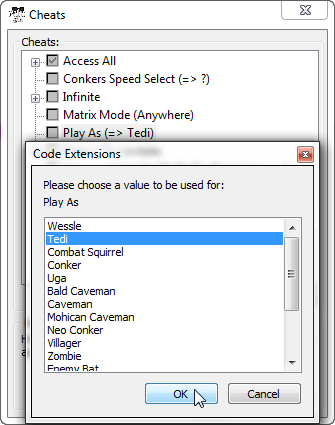 Cheats
Cheats:
Access All
Conkers Speed Select (=> ?)
Infinite
Matrix Mode (Anywhere)
Play As (=> Tedi)
Code Extensions
Please choose a value to be used for:
Play As
Wessle
Tedi
Combat Squirrel
Conker
Uga
Bald Caveman
Caveman
Mohican Caveman
Neo Conker
Villager
Zombie
Enemy Bat
OK
Cancel